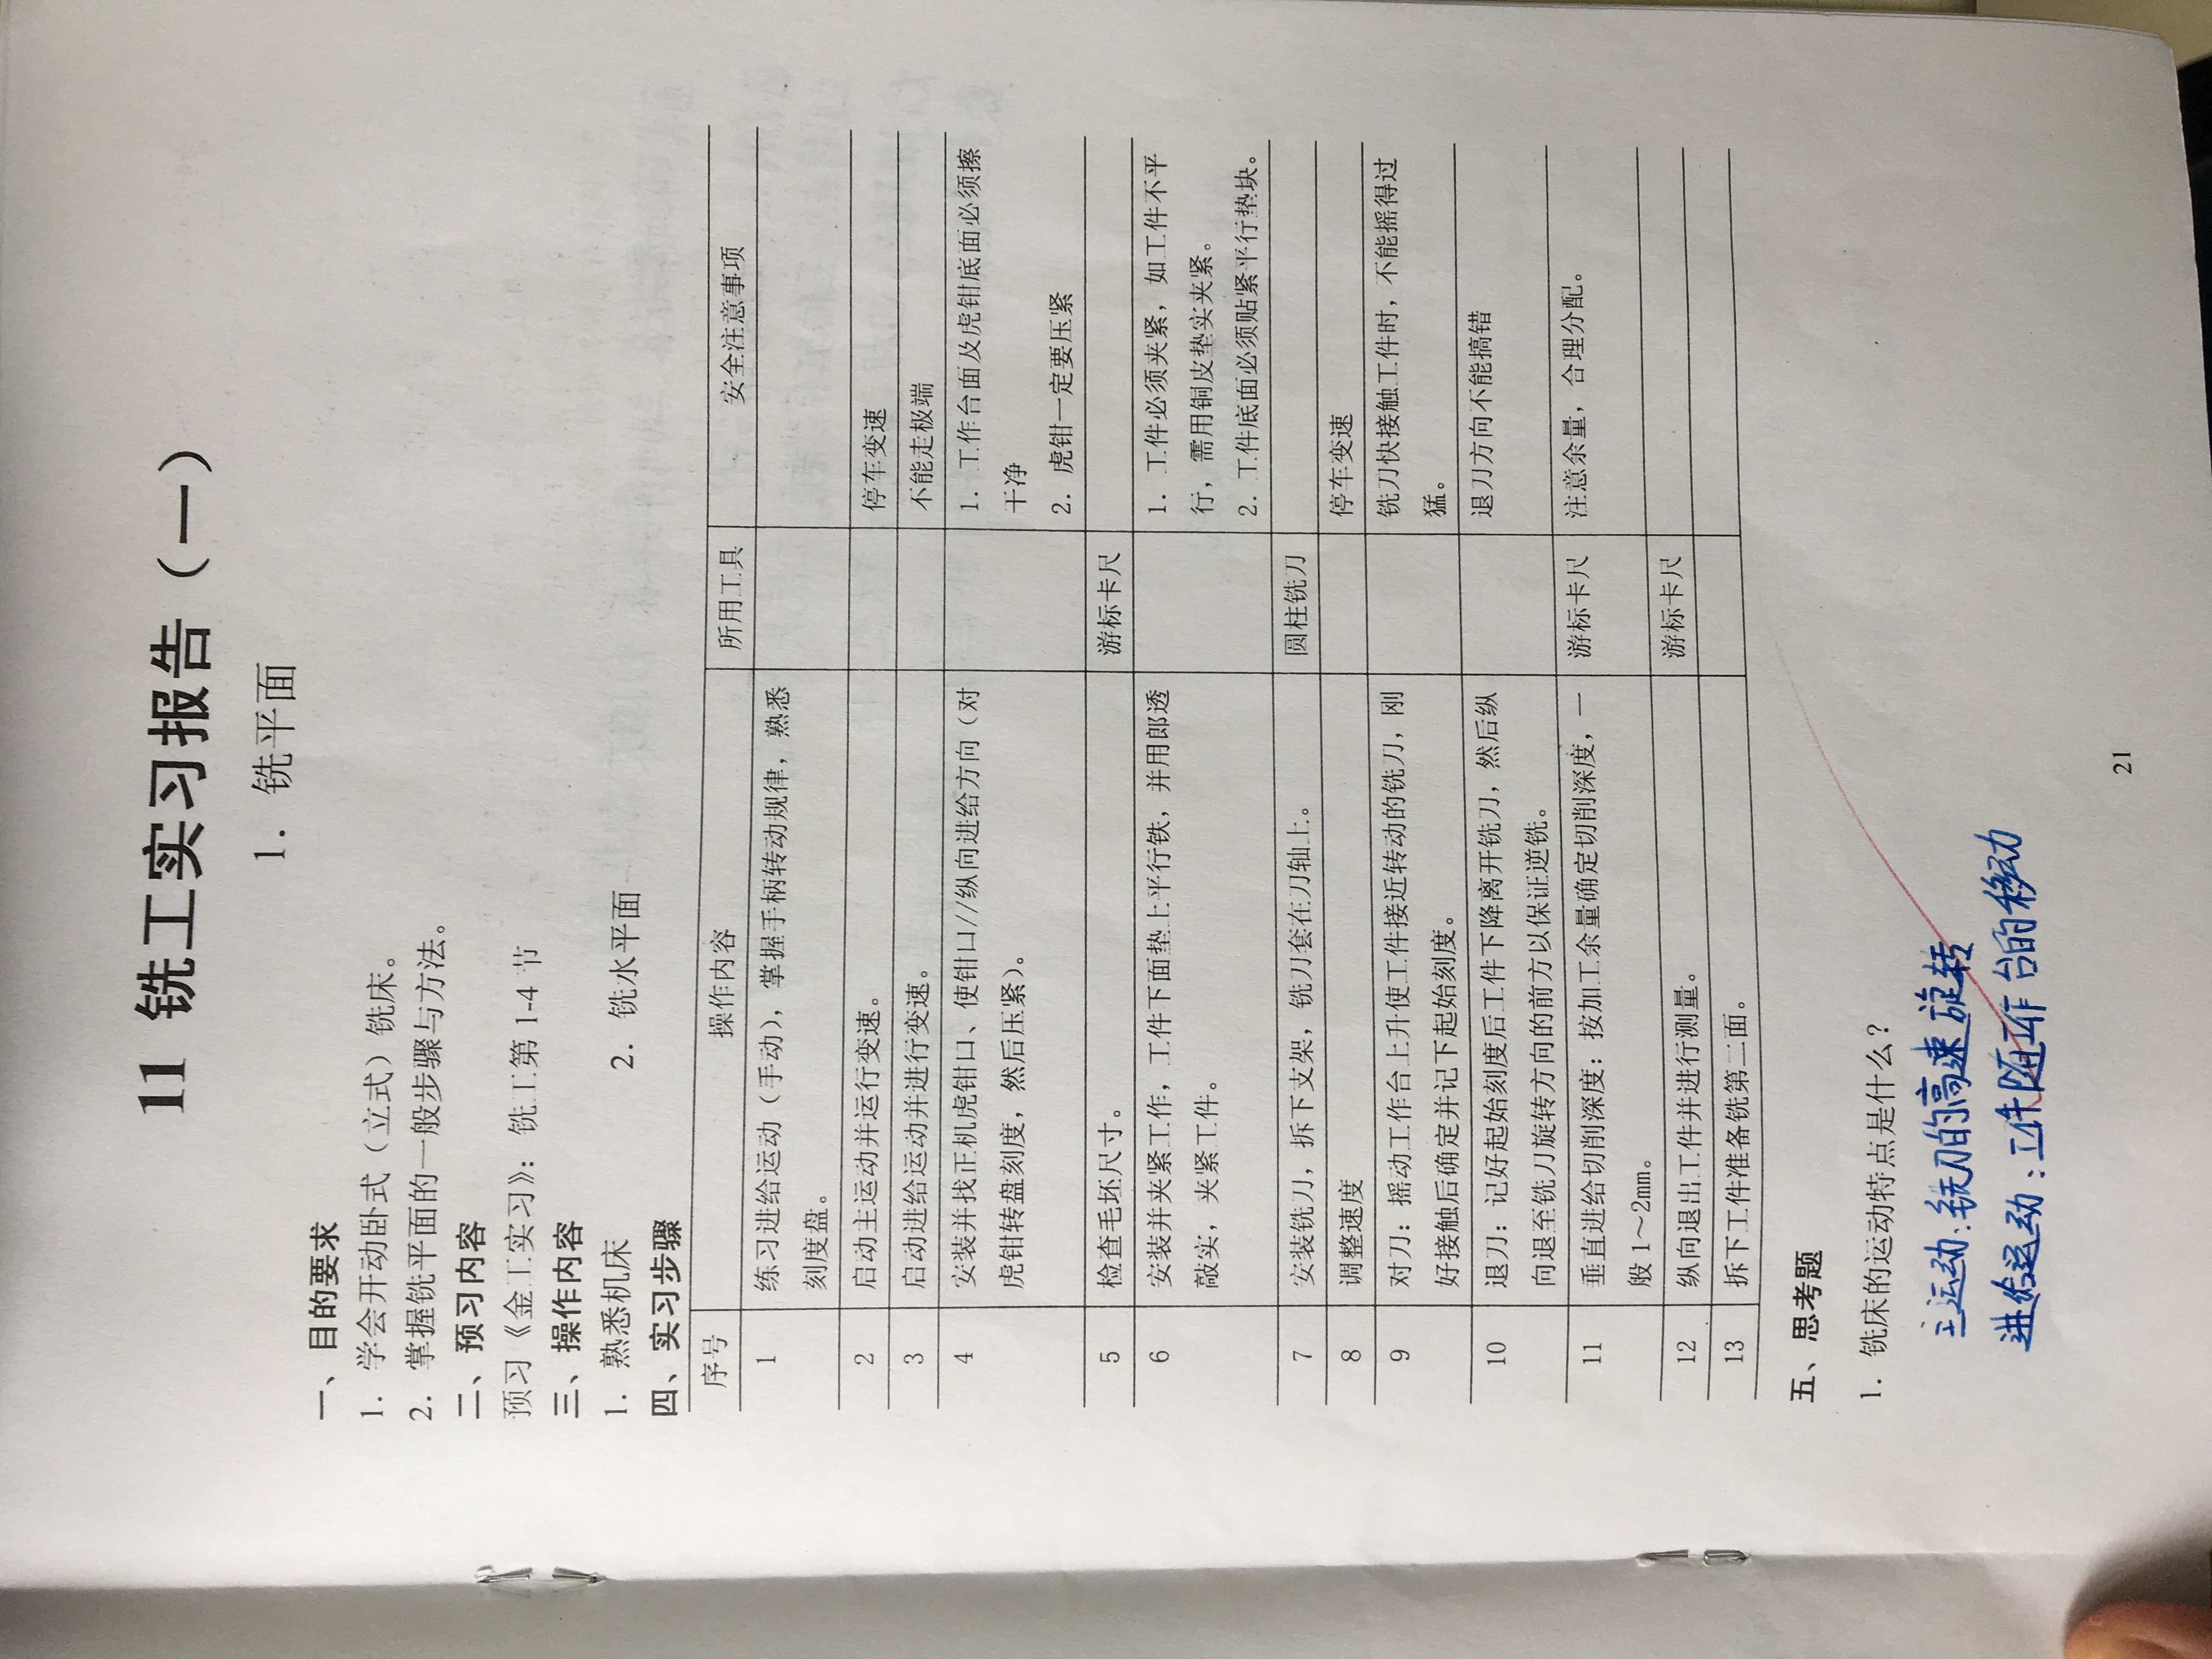 11 铣工实习报告（一）
1. 铣平面
一、目的要求
1. 学会开动卧式（立式）铣床。
2. 掌握铣平面的一般步骤与方法。
二、预习内容
预习《金工实习》：铣工第 1-4 节
三、操作内容
1. 熟悉机床 2. 铣水平面
四、实习步骤
序号 操作内容 所用工具 安全注意事项
1 练习进给运动（手动），掌握手柄转动规律，熟悉
刻度盘。
2 启动主运动并运行变速。 停车变速
3 启动进给运动并进行变速。 不能走极端
4 安装并找正机虎钳口、使钳口//纵向进给方向（对
虎钳转盘刻度，然后压紧）。
1. 工作台面及虎钳底面必须擦
干净
2. 虎钳一定要压紧
5 检查毛坯尺寸。 游标卡尺
6 安装并夹紧工作，工件下面垫上平行铁，并用郎透
敲实，夹紧工件。
1. 工件必须夹紧，如工件不平
行，需用铜皮垫实夹紧。
2. 工件底面必须贴紧平行垫块。
7 安装铣刀，拆下支架，铣刀套在刀轴上。 圆柱铣刀
8 调整速度 停车变速
9 对刀：摇动工作台上升使工件接近转动的铣刀，刚
好接触后确定并记下起始刻度。
铣刀快接触工件时，不能摇得过
猛。
10 退刀：记好起始刻度后工件下降离开铣刀，然后纵
向退至铣刀旋转方向的前方以保证逆铣。
退刀方向不能搞错
11 垂直进给切削深度：按加工余量确定切削深度，一
般 1～2mm。
游标卡尺 注意余量，合理分配。
12 纵向退出工件并进行测量。 游标卡尺
13 拆下工件准备铣第二面。
五、思考题
1. 铣床的运动特点是什么？
主运动：铣刀的高速旋转
进给运动：工件随工作台的移动
21